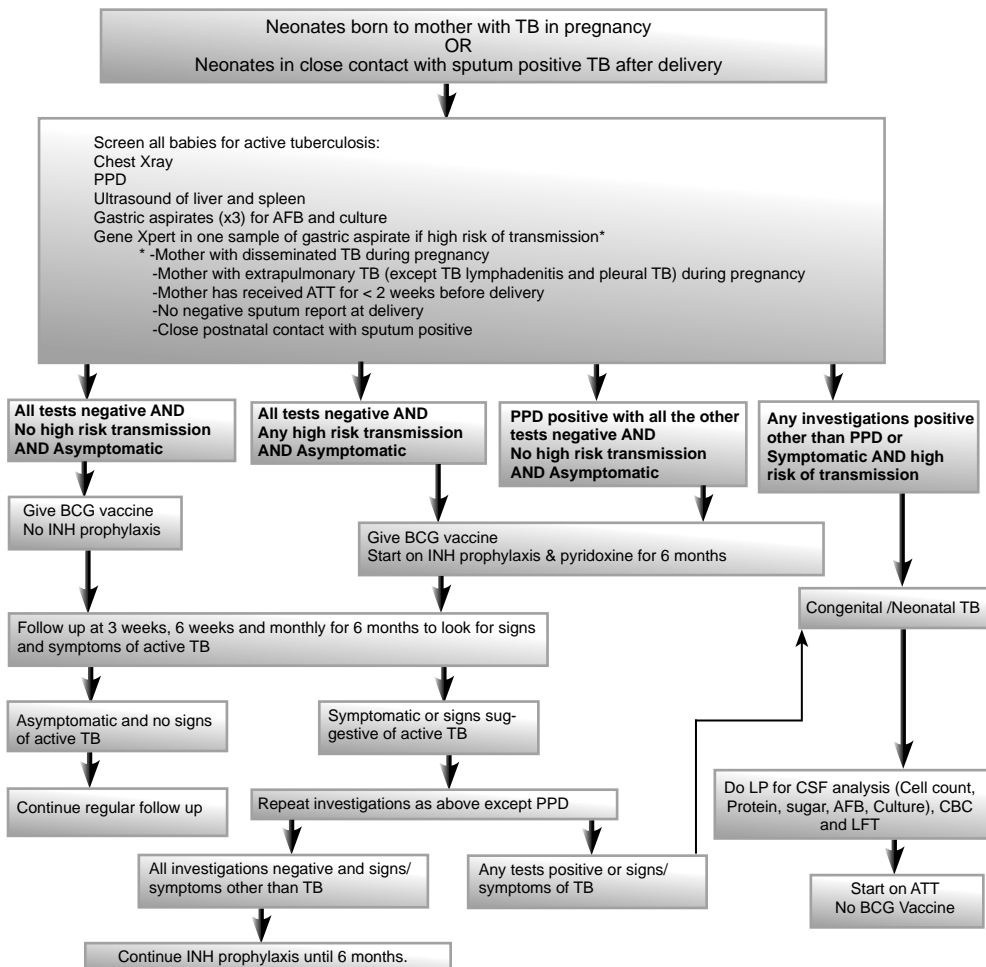 Neonates born to mother with TB in pregnancy
OR
Neonates in close contact with sputum positive TB after delivery
Screen all babies for active tuberculosis:
Chest Xray
PPD
Ultrasound of liver and spleen
Gastric aspirates (x3) for AFB and culture
Gene Xpert in one sample of gastric aspirate if high risk of transmission*
* -Mother with disseminated TB during pregnancy
-Mother with extrapulmonary TB (except TB lymphadenitis and pleural TB) during pregnancy
-Mother has received ATT for < 2 weeks before delivery
-No negative sputum report at delivery
-Close postnatal contact with sputum positive
All tests negative AND
No high risk transmission
AND Asymptomatic
All tests negative AND
Any high risk transmission
AND Asymptomatic
PPD positive with all the other
tests negative AND
No high risk transmission
AND Asymptomatic
Any investigations positive
other than PPD or
Symptomatic AND high
risk of transmission
Give BCG vaccine
No INH prophylaxis
Give BCG vaccine
Start on INH prophylaxis & pyridoxine for 6 months
Congenital /Neonatal TB
Follow up at 3 weeks, 6 weeks and monthly for 6 months to look for signs
and symptoms of active TB
Asymptomatic and no signs
of active TB
Symptomatic or signs sug-
gestive of active TB
Continue regular follow up
Repeat investigations as above except PPD
Do LP for CSF analysis (Cell count,
Protein, sugar, AFB, Culture), CBC
and LFT
All investigations negative and signs/
symptoms other than TB
Any tests positive or signs/
symptoms of TB
Start on ATT
No BCG Vaccine
Continue INH prophylaxis until 6 months.